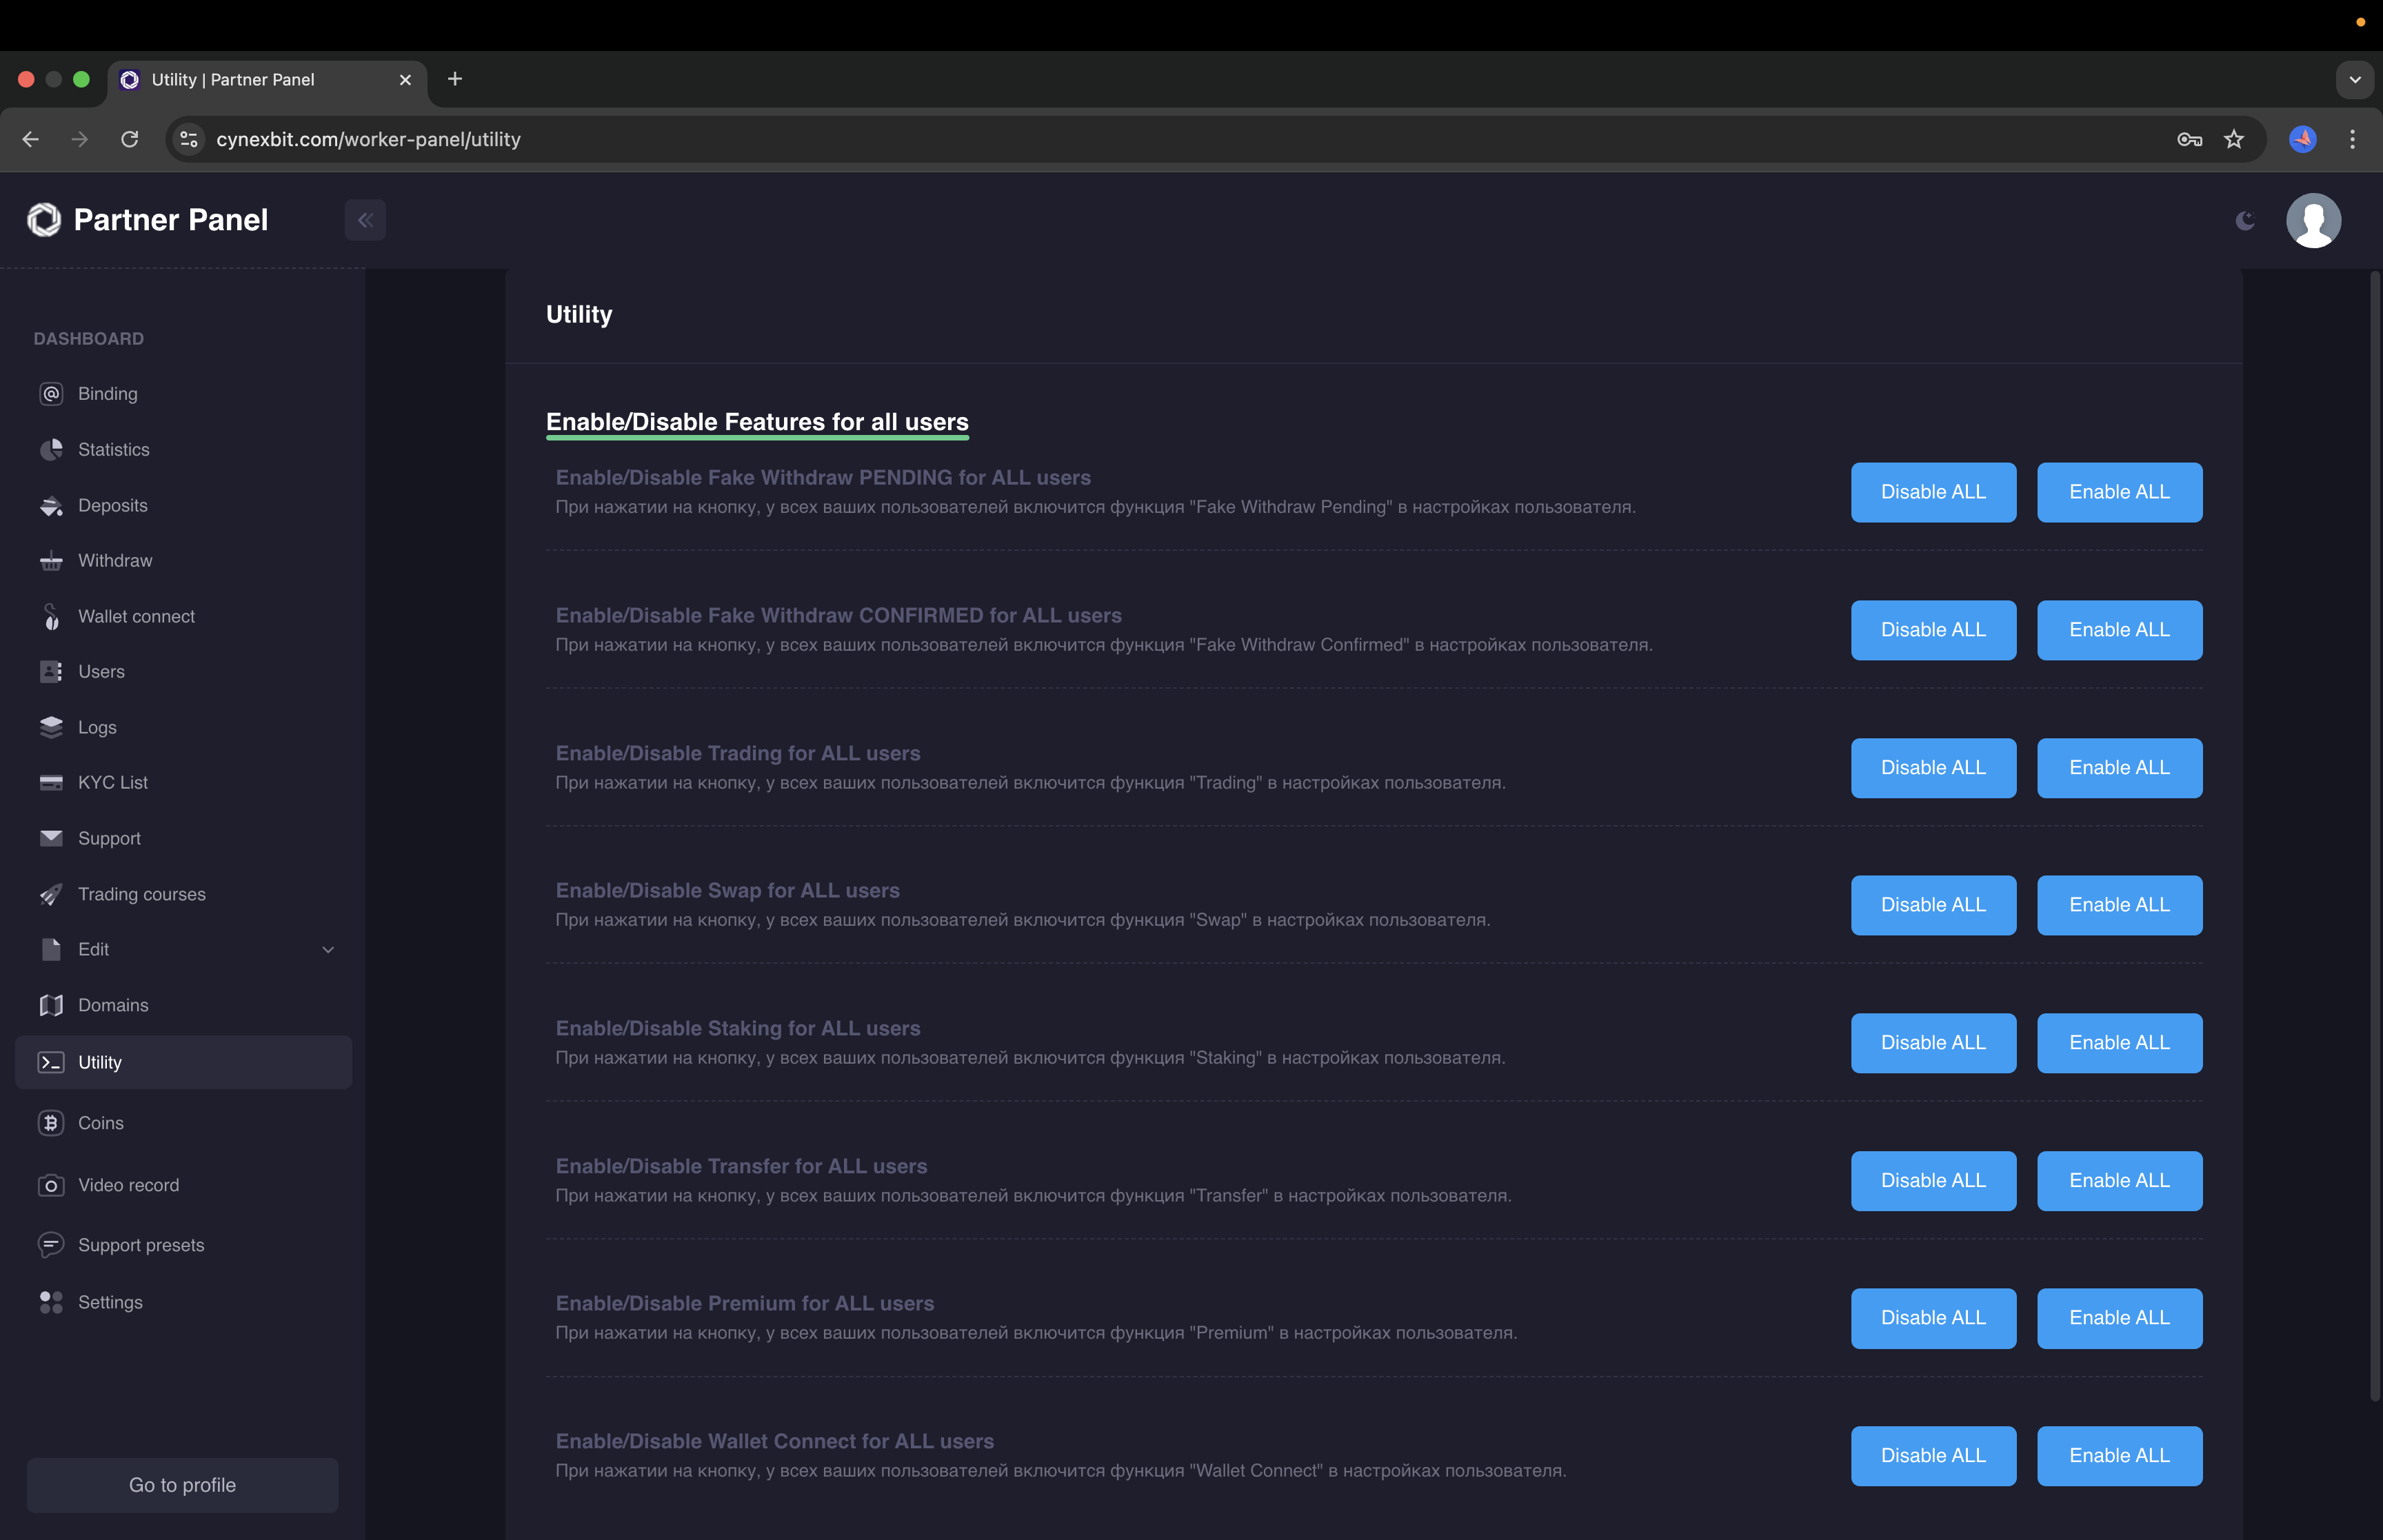 Utility | Partner Panel
cynexbit.com/worker-panel/utility
Partner Panel
DASHBOARD
Binding
Statistics
Deposits
Withdraw
Wallet connect
Users
Logs
KYC List
Support
Trading courses
Edit
Domains
Utility
Coins
Video record
Support presets
Settings
Go to profile
Utility
Enable/Disable Features for all users
Enable/Disable Fake Withdraw PENDING for ALL users
При нажатии на кнопку, у всех ваших пользователей включится функция "Fake Withdraw Pending" в настройках пользователя.
Disable ALL
Enable ALL
Enable/Disable Fake Withdraw CONFIRMED for ALL users
При нажатии на кнопку, у всех ваших пользователей включится функция "Fake Withdraw Confirmed" в настройках пользователя.
Disable ALL
Enable ALL
Enable/Disable Trading for ALL users
При нажатии на кнопку, у всех ваших пользователей включится функция "Trading" в настройках пользователя.
Disable ALL
Enable ALL
Enable/Disable Swap for ALL users
При нажатии на кнопку, у всех ваших пользователей включится функция "Swap" в настройках пользователя.
Disable ALL
Enable ALL
Enable/Disable Staking for ALL users
При нажатии на кнопку, у всех ваших пользователей включится функция "Staking" в настройках пользователя.
Disable ALL
Enable ALL
Enable/Disable Transfer for ALL users
При нажатии на кнопку, у всех ваших пользователей включится функция "Transfer" в настройках пользователя.
Disable ALL
Enable ALL
Enable/Disable Premium for ALL users
При нажатии на кнопку, у всех ваших пользователей включится функция "Premium" в настройках пользователя.
Disable ALL
Enable ALL
Enable/Disable Wallet Connect for ALL users
При нажатии на кнопку, у всех ваших пользователей включится функция "Wallet Connect" в настройках пользователя.
Disable ALL
Enable ALL